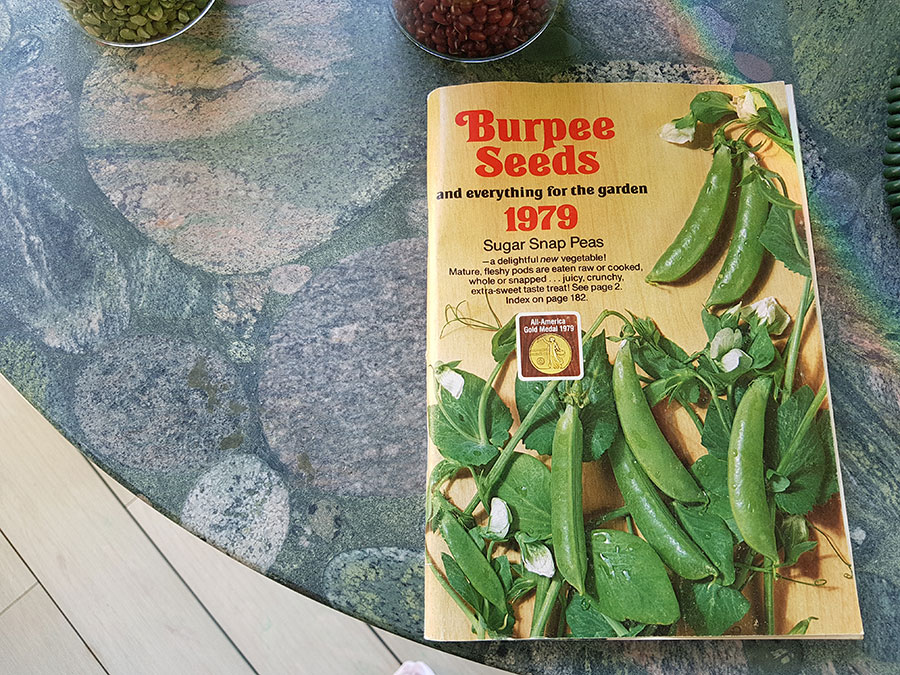 Burpee
Seeds
and everything for the garden
1979
Sugar Snap Peas
—a delightful new vegetable!
Mature, fleshy pods are eaten raw or cooked,
whole or snapped . . . juicy, crunchy,
extra-sweet taste treat! See page 2.
Index on page 182.
All-America
Gold Medal 1979